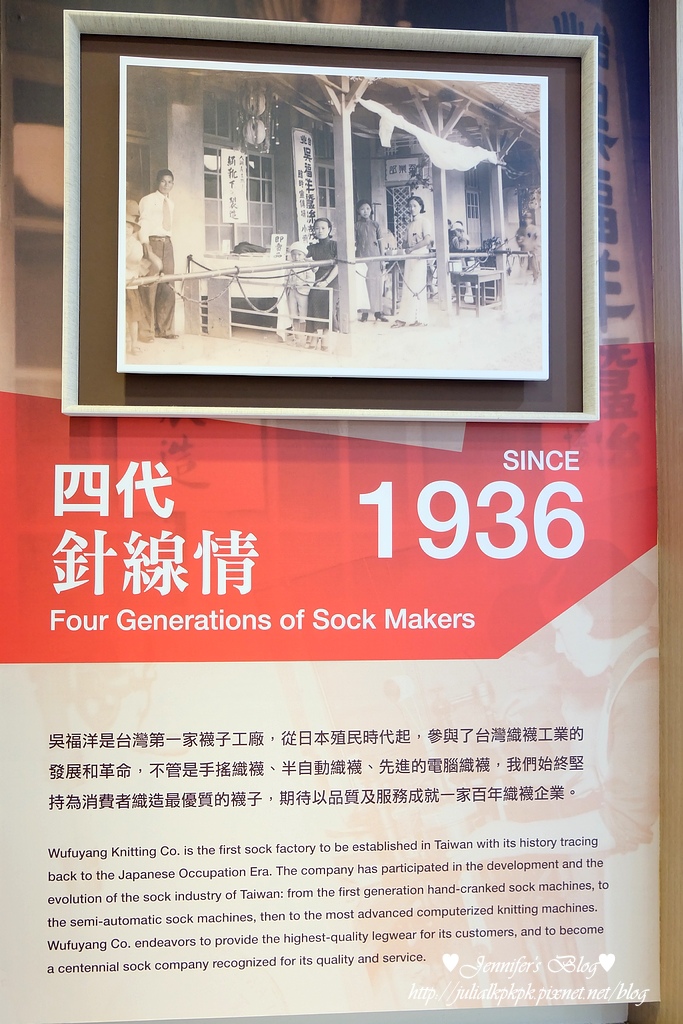 四代
針線情
Four Generations of Sock Makers
SINCE
1936
吳福洋是台灣第一家襪子工廠，從日本殖民時代起，參與了台灣織襪工業的
發展和革命，不管是手搖織襪、半自動織襪、先進的電腦織襪，我們始終堅
持為消費者織造最優質的襪子，期待以品質及服務成就一家百年織襪企業。
Wufuyang Knitting Co. is the first sock factory to be established in Taiwan with its history tracing
back to the Japanese Occupation Era. The company has participated in the development and the
evolution of the sock industry of Taiwan: from the first generation hand-cranked sock machines, to
the semi-automatic sock machines, then to the most advanced computerized knitting machines.
Wufuyang Co. endeavors to provide the highest-quality legwear for its customers, and to become
a centennial sock company recognized for its quality and service.
♥Jennifer's Blog♥
http://julialkpkpk.pixnet.net/blog